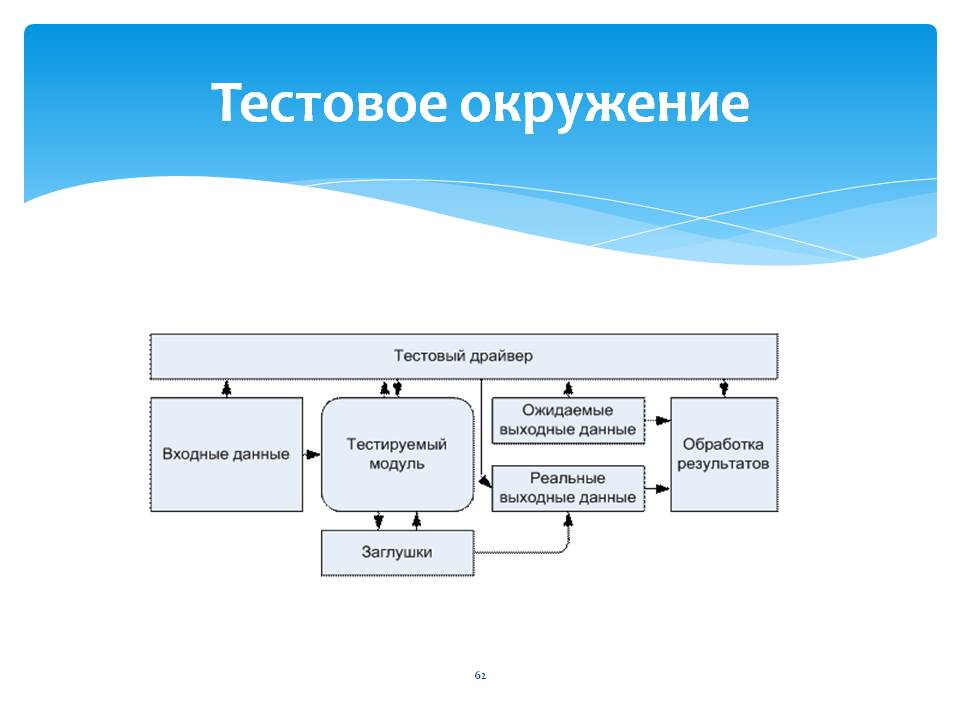 Тестовое окружение
Тестовый драйвер
Входные данные
Тестируемый
модуль
Ожидаемые
выходные данные
Реальные
выходные данные
Обработка
результатов
Заглушки
62